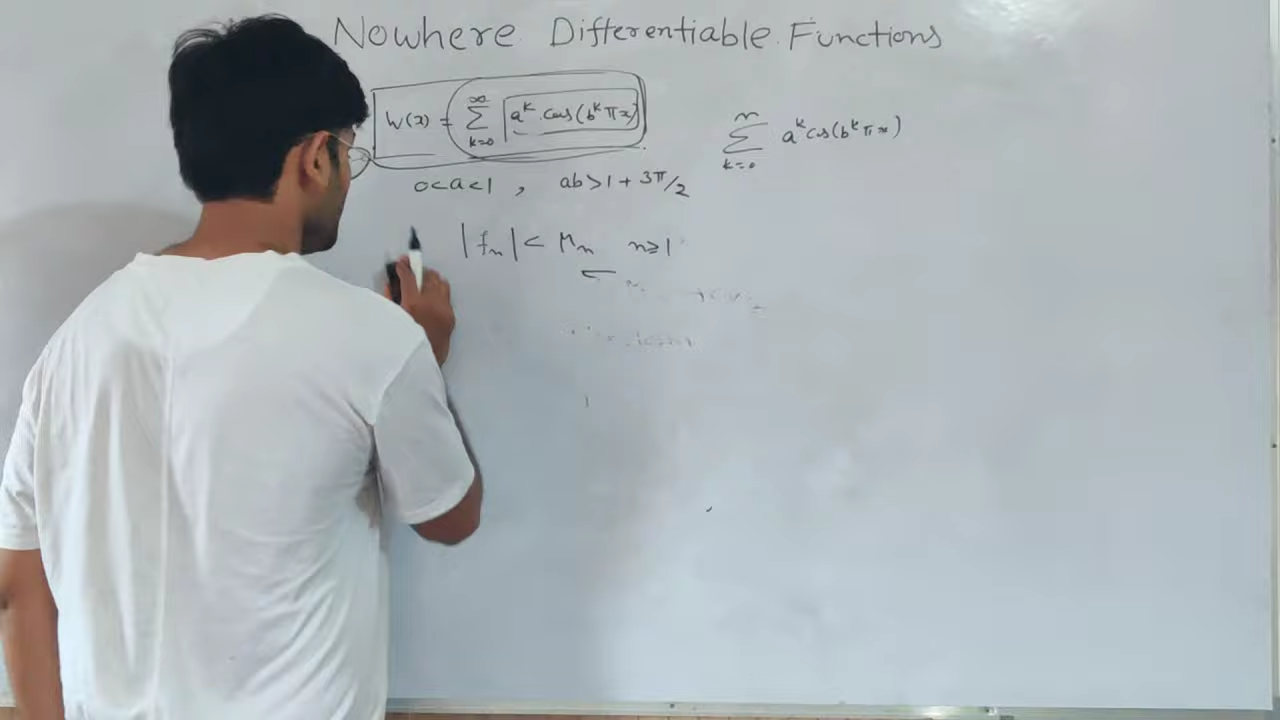 Nowhere Differentiable Functions
W(x) = ∑_{k=0}^{∞} a^k cos(b^k πx)
∑_{k=0}^{n} a^k cos(b^k πx)
0<a<1 , ab>1+3π/2
|f_n| < M_n n≥1